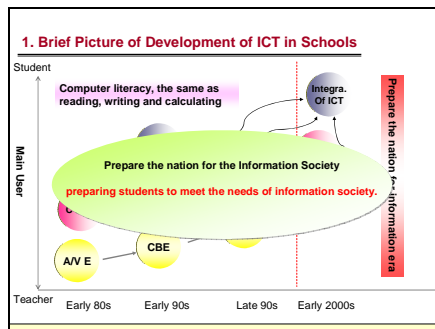 1. Brief Picture of Development of ICT in Schools
Student
Computer literacy, the same as
reading, writing and calculating
Integra.
Of ICT
Prepare the nation for information era
Main User
Prepare the nation for the Information Society
preparing students to meet the needs of information society.
A/V E
CBE
Teacher
Early 80s
Early 90s
Late 90s
Early 2000s